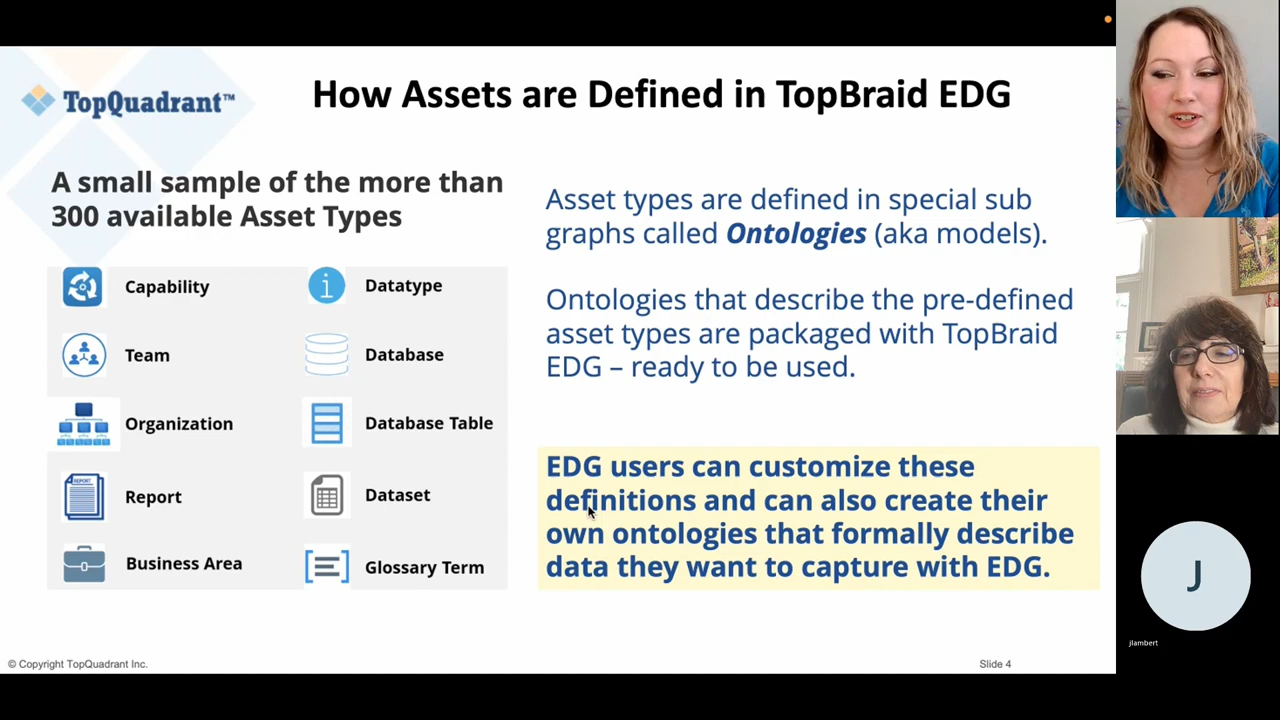 TopQuadrant™
How Assets are Defined in TopBraid EDG
A small sample of the more than
300 available Asset Types
Capability
Datatype
Team
Database
Organization
Database Table
REPORT
Report
Dataset
Business Area
Glossary Term
Asset types are defined in special sub
graphs called Ontologies (aka models).
Ontologies that describe the pre-defined
asset types are packaged with TopBraid
EDG – ready to be used.
EDG users can customize these
definitions and can also create their
own ontologies that formally describe
data they want to capture with EDG.
© Copyright TopQuadrant Inc.
Slide 4
J
jlambert